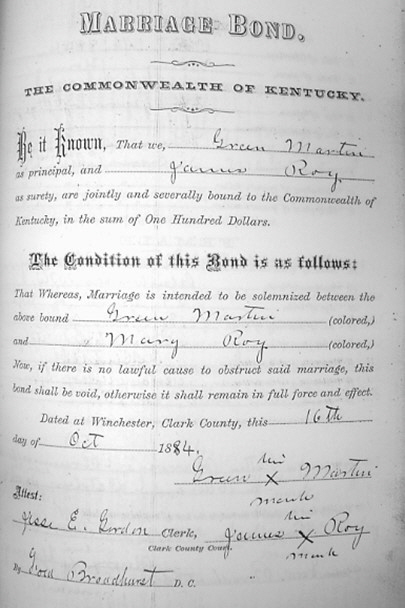 MARRIAGE BOND.
THE COMMONWEALTH OF KENTUCKY.
Be it Known, That we, Green Martin
as principal, and James Roy
as surety, are jointly and severally bound to the Commonwealth of
Kentucky, in the sum of One Hundred Dollars.
The Condition of this Bond is as follows:
That Whereas, Marriage is intended to be solemnized between the
above bound Green Martin (colored,)
and Mary Roy (colored,)
Now, if there is no lawful cause to obstruct said marriage, this
bond shall be void, otherwise it shall remain in full force and effect.
Dated at Winchester, Clark County, this 16th
day of Oct 1884.
his
Green X Martin
mark
Attest:
his
Jesse E. Gordon Clerk, James X Roy
Clark County Court. mark
By Broadhurst D. C.